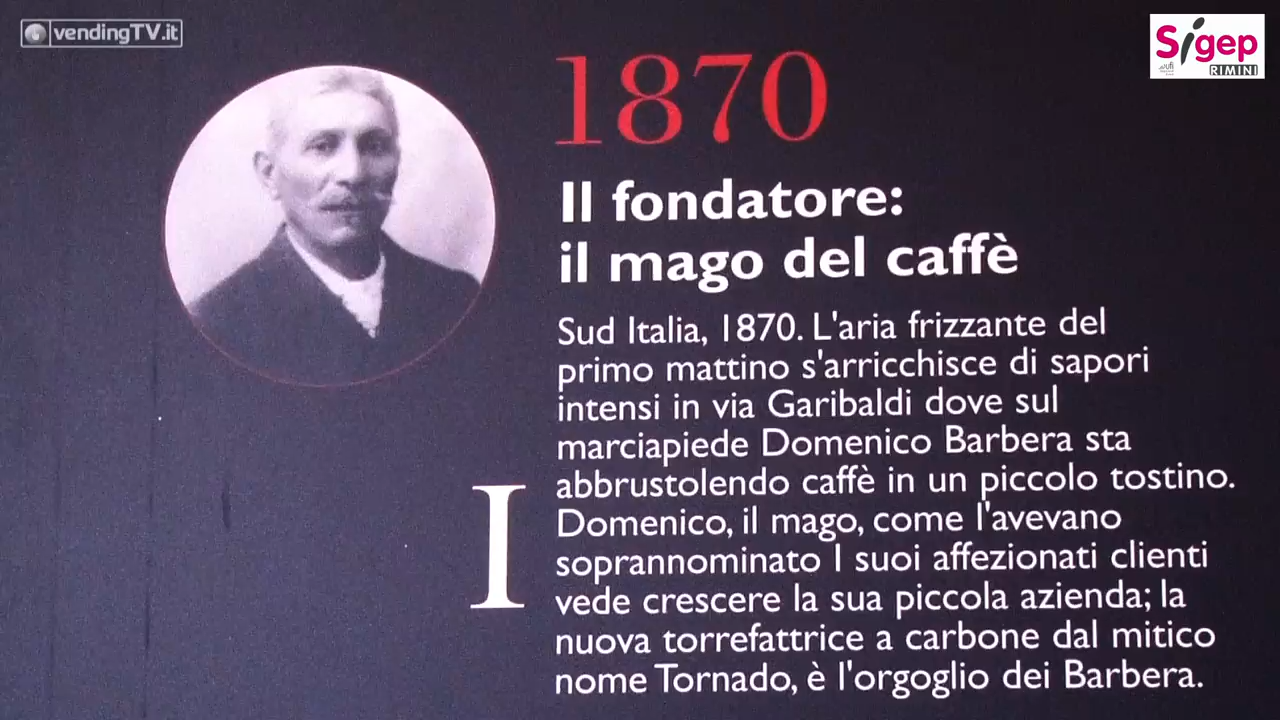 vendingTV.it
Sigep
ufi
RIMINI
1870
Il fondatore:
il mago del caffè
Sud Italia, 1870. L'aria frizzante del
primo mattino s'arricchisce di sapori
intensi in via Garibaldi dove sul
marciapiede Domenico Barbera sta
abbrustolendo caffè in un piccolo tostino.
Domenico, il mago, come l'avevano
soprannominato I suoi affezionati clienti
vede crescere la sua piccola azienda; la
nuova torrefattrice a carbone dal mitico
nome Tornado, è l'orgoglio dei Barbera.
I